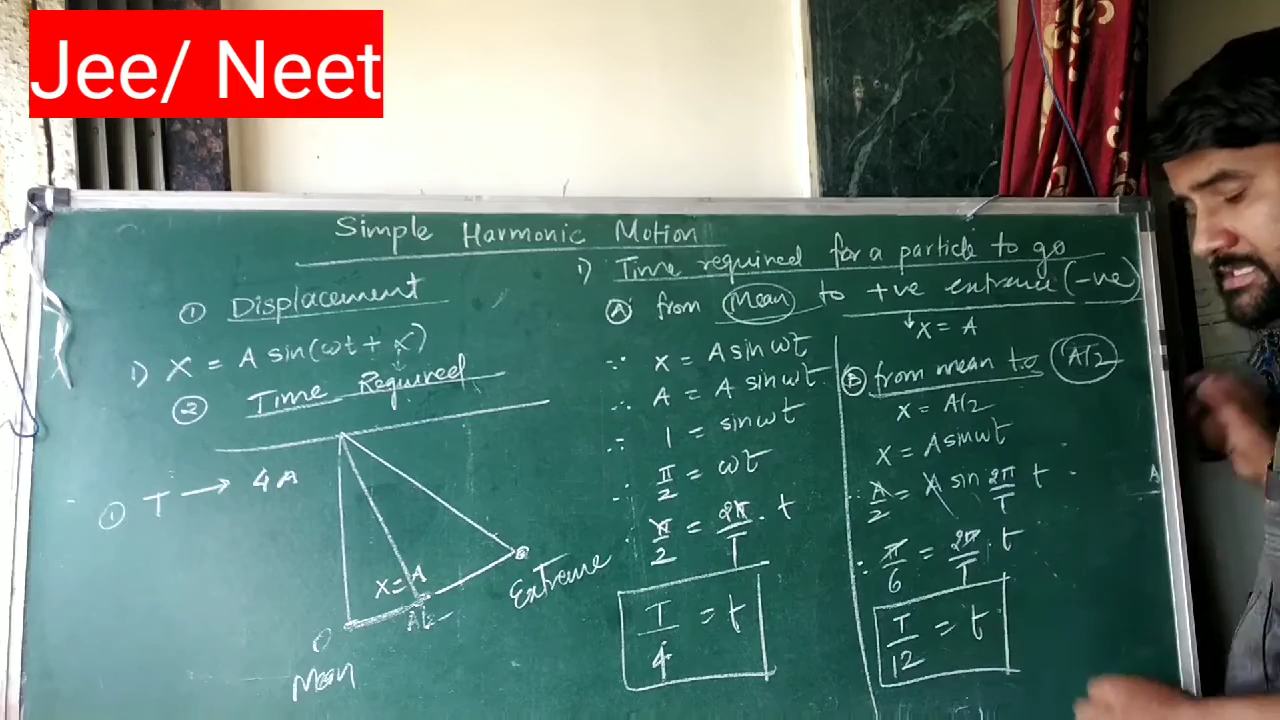 Jee/ Neet
Simple Harmonic Motion
① Displacement
1) X = A sin(ωt + α)
② Time Required
① T → 4A
X = A
A/2
O
Mean
Extreme
1) Time required for a particle to go
Ⓐ from Mean to +ve extreme (-ve)
↓ X = A
∵ x = A sin ωt
∴ A = A sin ωt
∴ 1 = sin ωt
∴ π/2 = ωt
∴ π/2 = 2π/T . t
T/4 = t
Ⓑ from mean to A/2
x = A/2
x = A sin ωt
∴ A/2 = A sin 2π/T t
∴ π/6 = 2π/T . t
T/12 = t
A